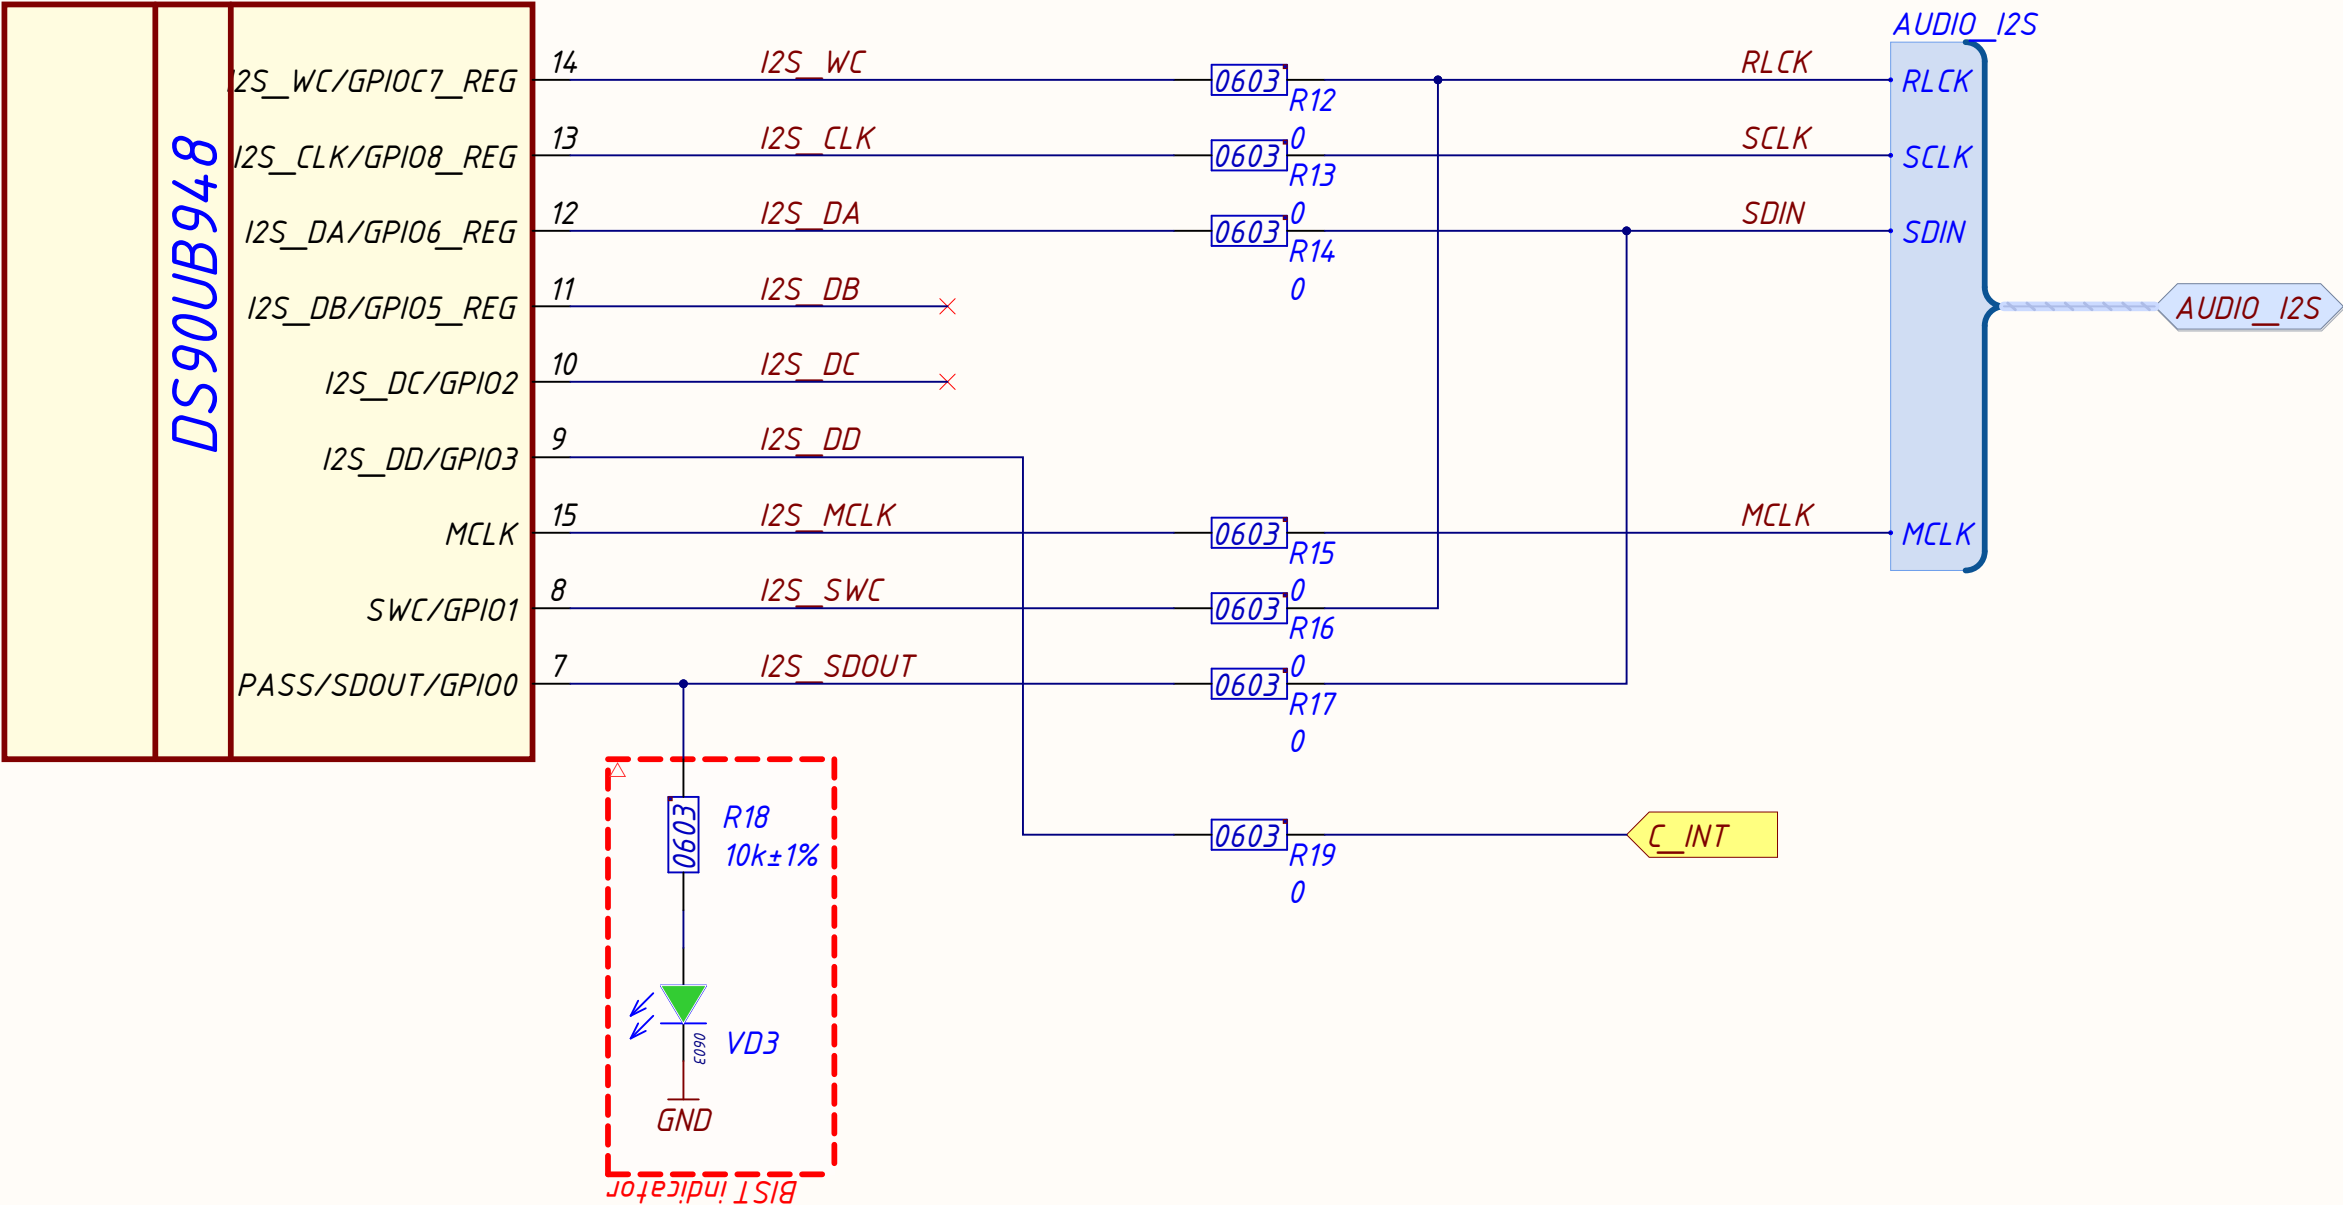 AUDIO_I2S
DS90UB948
I2S_WC/GPIOC7_REG 14 I2S_WC 0603 R12 0 RLCK RLCK
I2S_CLK/GPIO8_REG 13 I2S_CLK 0603 R13 0 SCLK SCLK
I2S_DA/GPIO6_REG 12 I2S_DA 0603 R14 0 SDIN SDIN
I2S_DB/GPIO5_REG 11 I2S_DB
AUDIO_I2S
I2S_DC/GPIO2 10 I2S_DC
I2S_DD/GPIO3 9 I2S_DD
MCLK 15 I2S_MCLK 0603 R15 0 MCLK MCLK
SWC/GPIO1 8 I2S_SWC 0603 R16 0
PASS/SDOUT/GPIO0 7 I2S_SDOUT 0603 R17 0
0603 R18
10k±1%
0603 R19 0 C_INT
0603 VD3
GND
BIST indicator